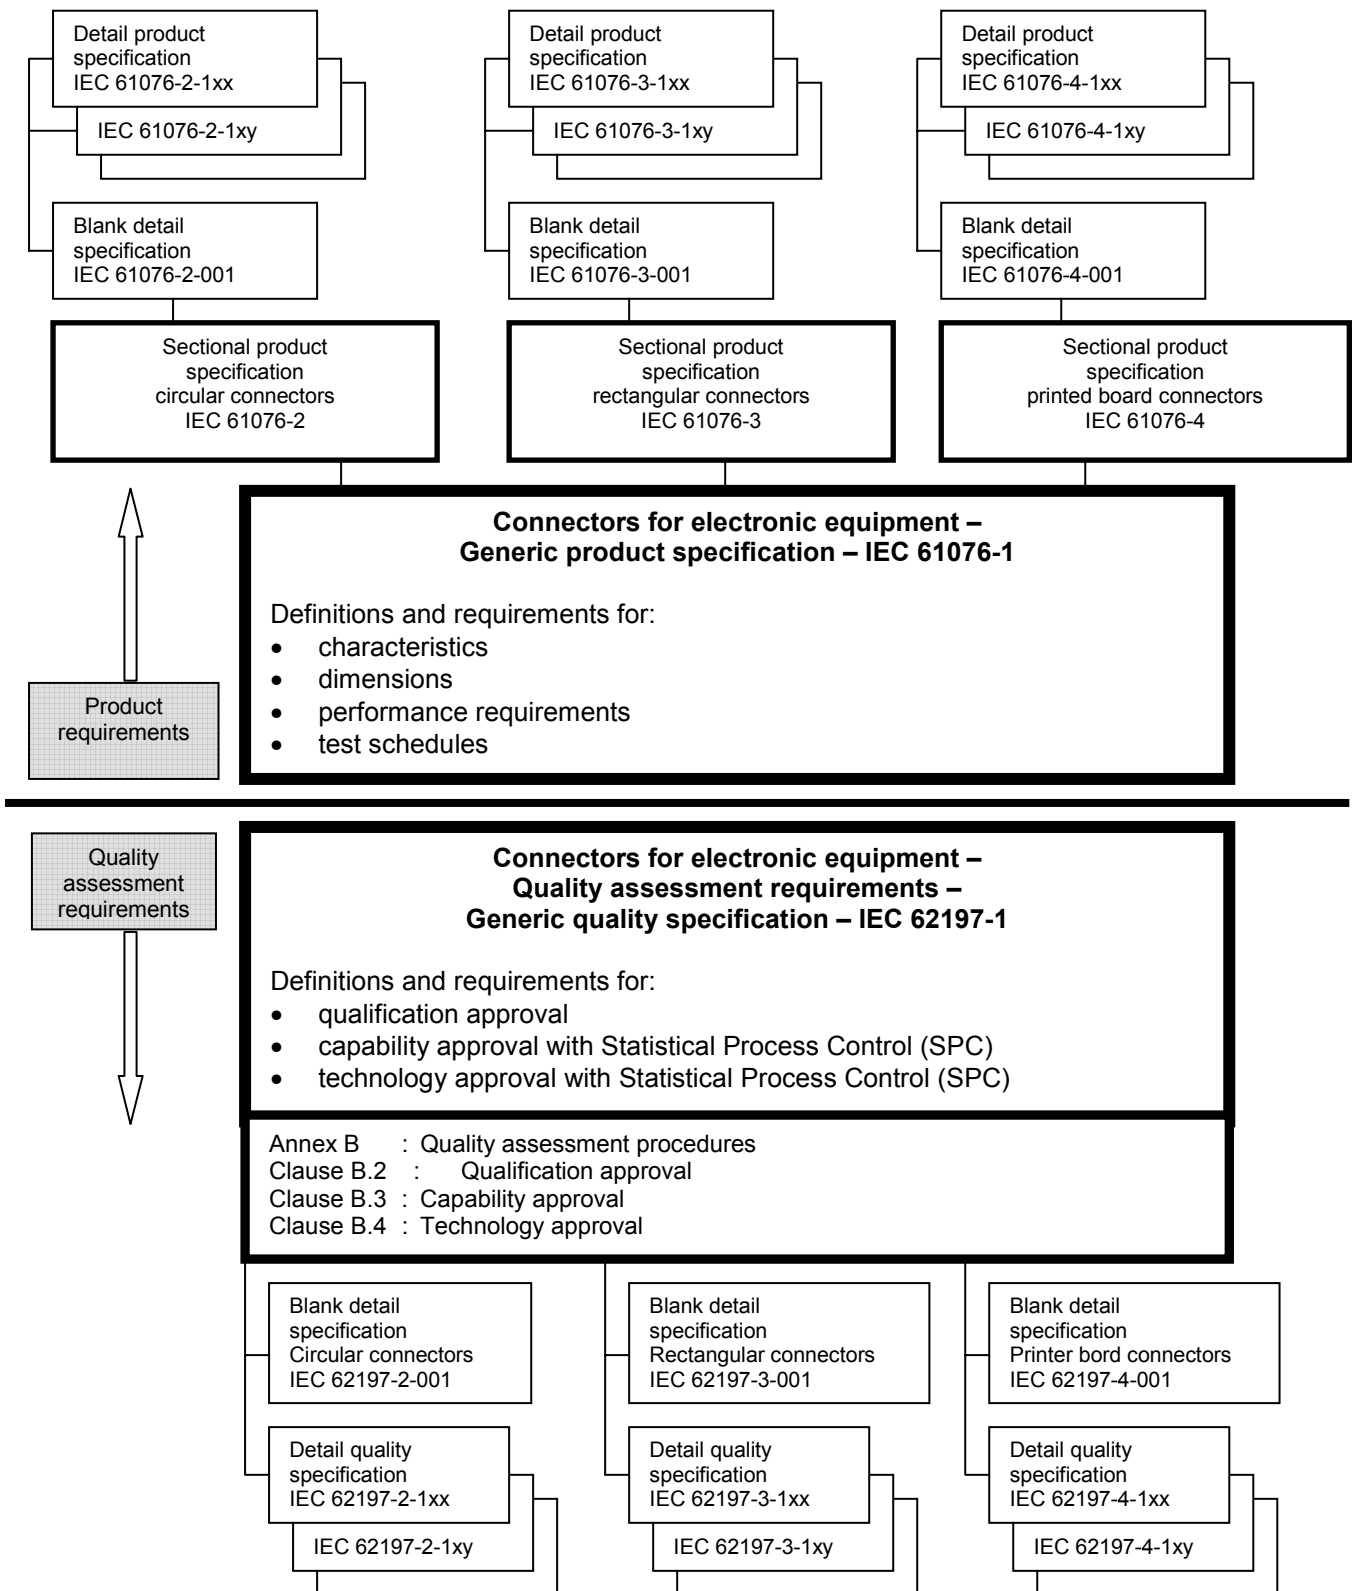 Detail product
specification
IEC 61076-2-1xx
IEC 61076-2-1xy
Blank detail
specification
IEC 61076-2-001
Detail product
specification
IEC 61076-3-1xx
IEC 61076-3-1xy
Blank detail
specification
IEC 61076-3-001
Detail product
specification
IEC 61076-4-1xx
IEC 61076-4-1xy
Blank detail
specification
IEC 61076-4-001
Sectional product
specification
circular connectors
IEC 61076-2
Sectional product
specification
rectangular connectors
IEC 61076-3
Sectional product
specification
printed board connectors
IEC 61076-4
Product
requirements
Connectors for electronic equipment –
Generic product specification – IEC 61076-1
Definitions and requirements for:
• characteristics
• dimensions
• performance requirements
• test schedules
Quality
assessment
requirements
Connectors for electronic equipment –
Quality assessment requirements –
Generic quality specification – IEC 62197-1
Definitions and requirements for:
• qualification approval
• capability approval with Statistical Process Control (SPC)
• technology approval with Statistical Process Control (SPC)
Annex B : Quality assessment procedures
Clause B.2 : Qualification approval
Clause B.3 : Capability approval
Clause B.4 : Technology approval
Blank detail
specification
Circular connectors
IEC 62197-2-001
Detail quality
specification
IEC 62197-2-1xx
IEC 62197-2-1xy
Blank detail
specification
Rectangular connectors
IEC 62197-3-001
Detail quality
specification
IEC 62197-3-1xx
IEC 62197-3-1xy
Blank detail
specification
Printer bord connectors
IEC 62197-4-001
Detail quality
specification
IEC 62197-4-1xx
IEC 62197-4-1xy